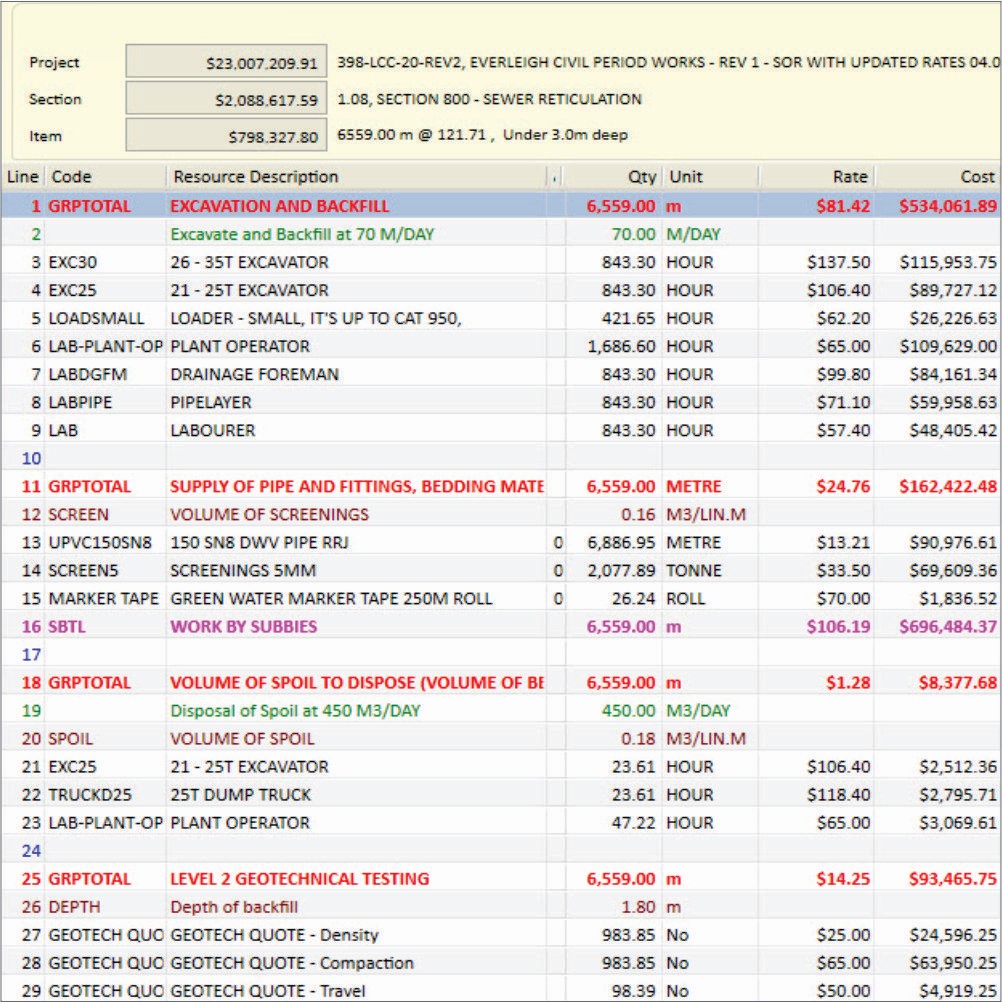 Project $23,007,209.91 398-LCC-20-REV2, EVERLEIGH CIVIL PERIOD WORKS - REV 1 - SOR WITH UPDATED RATES 04.0
Section $2,088,617.59 1.08, SECTION 800 - SEWER RETICULATION
Item $798,327.80 6559.00 m @ 121.71 , Under 3.0m deep
Line Code Resource Description Qty Unit Rate Cost
1 GRPTOTAL EXCAVATION AND BACKFILL 6,559.00 m $81.42 $534,061.89
2 Excavate and Backfill at 70 M/DAY 70.00 M/DAY
3 EXC30 26 - 35T EXCAVATOR 843.30 HOUR $137.50 $115,953.75
4 EXC25 21 - 25T EXCAVATOR 843.30 HOUR $106.40 $89,727.12
5 LOADSMALL LOADER - SMALL, IT'S UP TO CAT 950, 421.65 HOUR $62.20 $26,226.63
6 LAB-PLANT-OP PLANT OPERATOR 1,686.60 HOUR $65.00 $109,629.00
7 LABDGFM DRAINAGE FOREMAN 843.30 HOUR $99.80 $84,161.34
8 LABPIPE PIPELAYER 843.30 HOUR $71.10 $59,958.63
9 LAB LABOURER 843.30 HOUR $57.40 $48,405.42
10
11 GRPTOTAL SUPPLY OF PIPE AND FITTINGS, BEDDING MATE 6,559.00 METRE $24.76 $162,422.48
12 SCREEN VOLUME OF SCREENINGS 0.16 M3/LIN.M
13 UPVC150SN8 150 SN8 DWV PIPE RRJ 0 6,886.95 METRE $13.21 $90,976.61
14 SCREEN5 SCREENINGS 5MM 0 2,077.89 TONNE $33.50 $69,609.36
15 MARKER TAPE GREEN WATER MARKER TAPE 250M ROLL 0 26.24 ROLL $70.00 $1,836.52
16 SBTL WORK BY SUBBIES 6,559.00 m $106.19 $696,484.37
17
18 GRPTOTAL VOLUME OF SPOIL TO DISPOSE (VOLUME OF BE 6,559.00 m $1.28 $8,377.68
19 Disposal of Spoil at 450 M3/DAY 450.00 M3/DAY
20 SPOIL VOLUME OF SPOIL 0.18 M3/LIN.M
21 EXC25 21 - 25T EXCAVATOR 23.61 HOUR $106.40 $2,512.36
22 TRUCKD25 25T DUMP TRUCK 23.61 HOUR $118.40 $2,795.71
23 LAB-PLANT-OP PLANT OPERATOR 47.22 HOUR $65.00 $3,069.61
24
25 GRPTOTAL LEVEL 2 GEOTECHNICAL TESTING 6,559.00 m $14.25 $93,465.75
26 DEPTH Depth of backfill 1.80 m
27 GEOTECH QUO GEOTECH QUOTE - Density 983.85 No $25.00 $24,596.25
28 GEOTECH QUO GEOTECH QUOTE - Compaction 983.85 No $65.00 $63,950.25
29 GEOTECH QUO GEOTECH QUOTE - Travel 98.39 No $50.00 $4,919.25